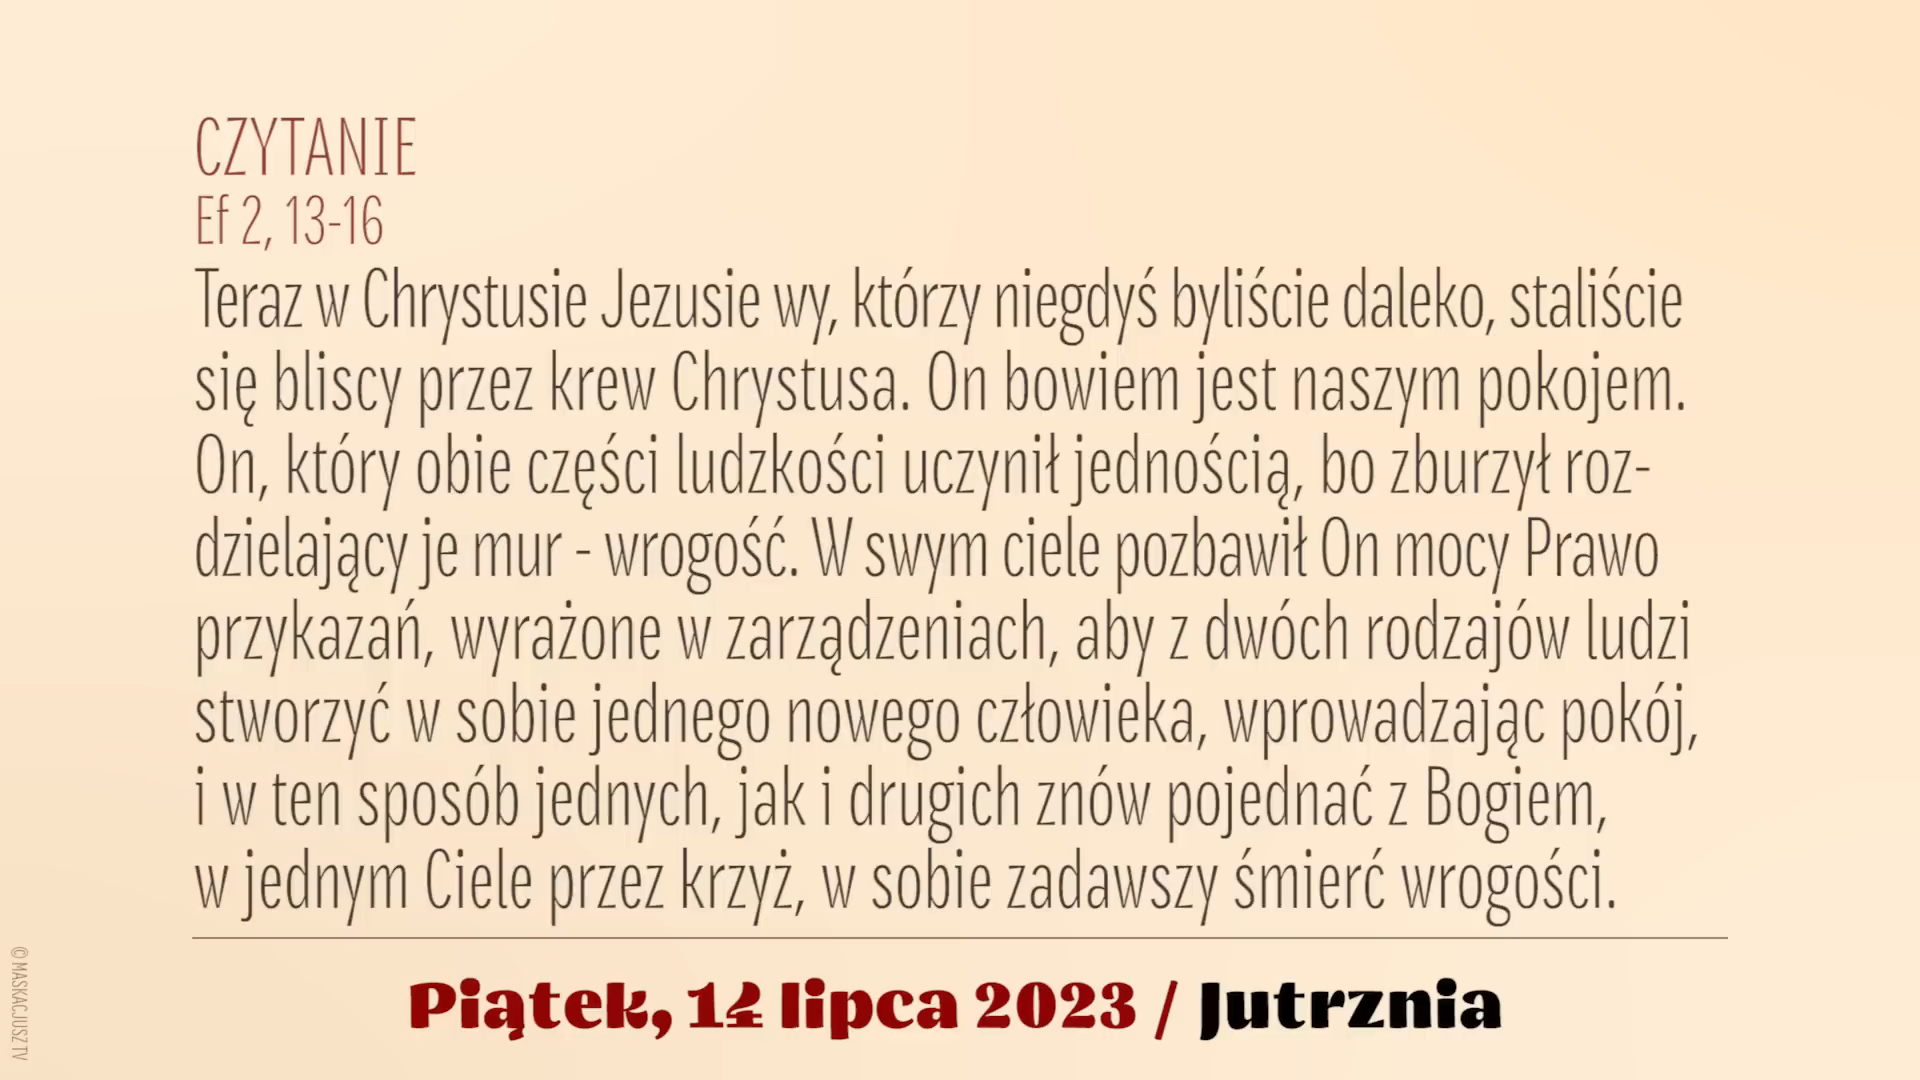 CZYTANIE
Ef 2, 13-16
Teraz w Chrystusie Jezusie wy, którzy niegdyś byliście daleko, staliście
się bliscy przez krew Chrystusa. On bowiem jest naszym pokojem.
On, który obie części ludzkości uczynił jednością, bo zburzył roz-
dzielający je mur - wrogość. W swym ciele pozbawił On mocy Prawo
przykazań, wyrażone w zarządzeniach, aby z dwóch rodzajów ludzi
stworzyć w sobie jednego nowego człowieka, wprowadzając pokój,
i w ten sposób jednych, jak i drugich znów pojednać z Bogiem,
w jednym Ciele przez krzyż, w sobie zadawszy śmierć wrogości.
Piątek, 14 lipca 2023 / Jutrznia
© MASKACJUSZ TV